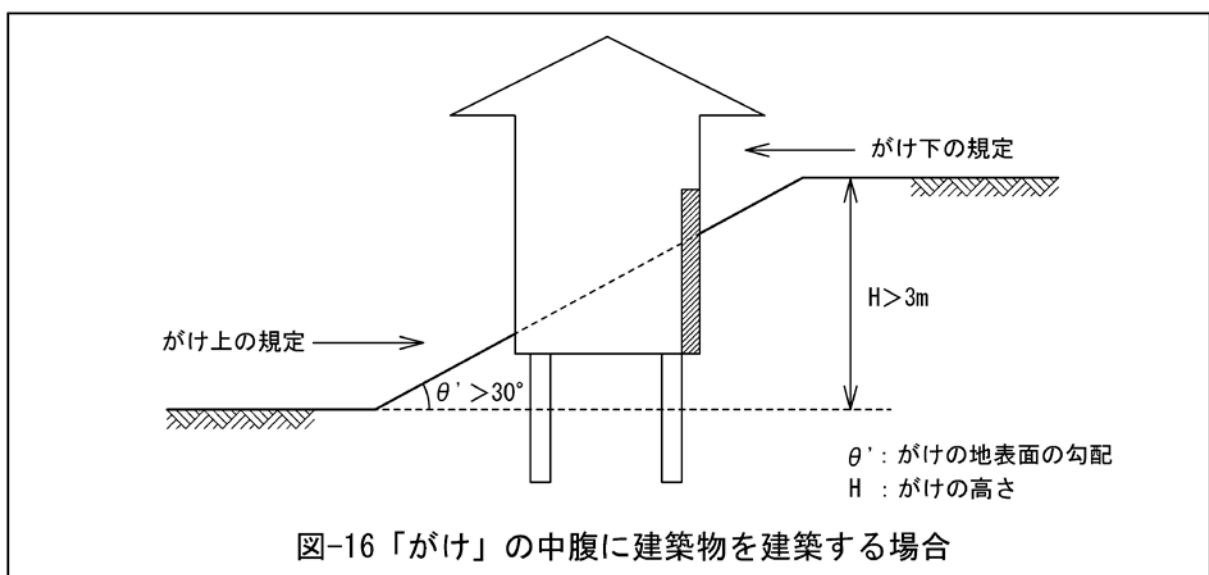 がけ下の規定
H>3m
がけ上の規定
θ'>30°
θ':がけの地表面の勾配
H :がけの高さ
図-16「がけ」の中腹に建築物を建築する場合